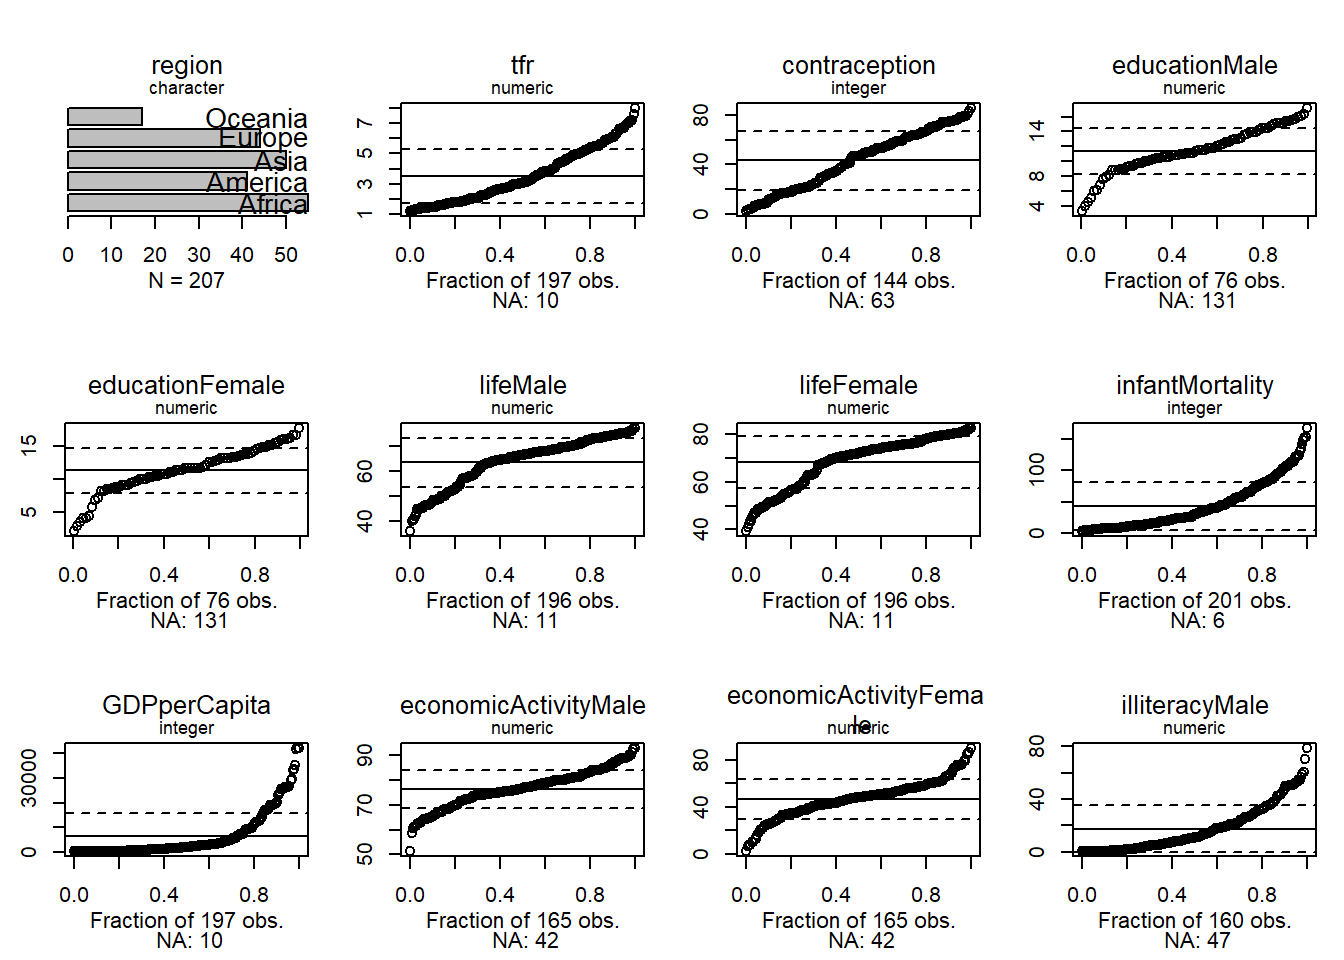 region
character
Oceania
Europe
Asia
America
Africa
0 10 20 30 40 50
N = 207
tfr
numeric
7
5
3
1
0.0 0.4 0.8
Fraction of 197 obs.
NA: 10
contraception
integer
80
40
0
0.0 0.4 0.8
Fraction of 144 obs.
NA: 63
educationMale
numeric
14
8
4
0.0 0.4 0.8
Fraction of 76 obs.
NA: 131
educationFemale
numeric
15
5
0.0 0.4 0.8
Fraction of 76 obs.
NA: 131
lifeMale
numeric
60
40
0.0 0.4 0.8
Fraction of 196 obs.
NA: 11
lifeFemale
numeric
80
60
40
0.0 0.4 0.8
Fraction of 196 obs.
NA: 11
infantMortality
integer
100
0
0.0 0.4 0.8
Fraction of 201 obs.
NA: 6
GDPperCapita
integer
30000
0
0.0 0.4 0.8
Fraction of 197 obs.
NA: 10
economicActivityMale
numeric
90
70
50
0.0 0.4 0.8
Fraction of 165 obs.
NA: 42
economicActivityFema
le
numeric
80
40
0
0.0 0.4 0.8
Fraction of 165 obs.
NA: 42
illiteracyMale
numeric
80
40
0
0.0 0.4 0.8
Fraction of 160 obs.
NA: 47